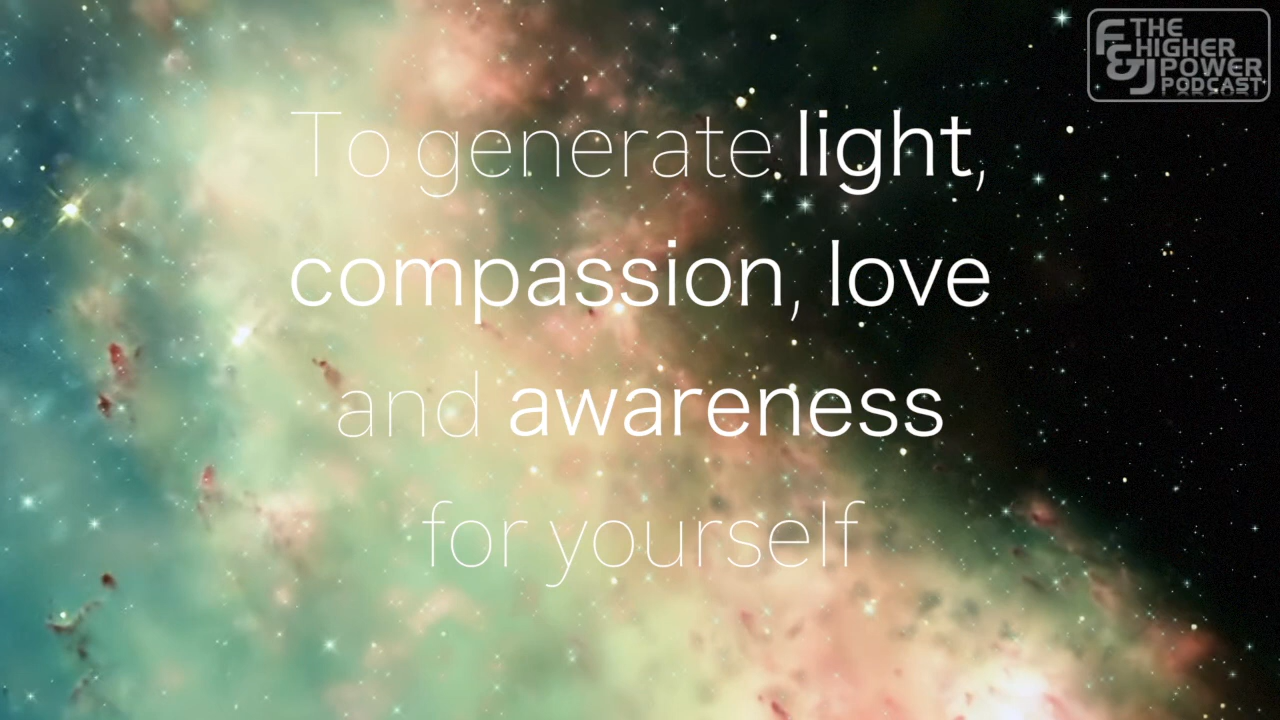 To generate light,
compassion, love
and awareness
for yourself
F&J
THE
HIGHER
POWER
PODCAST